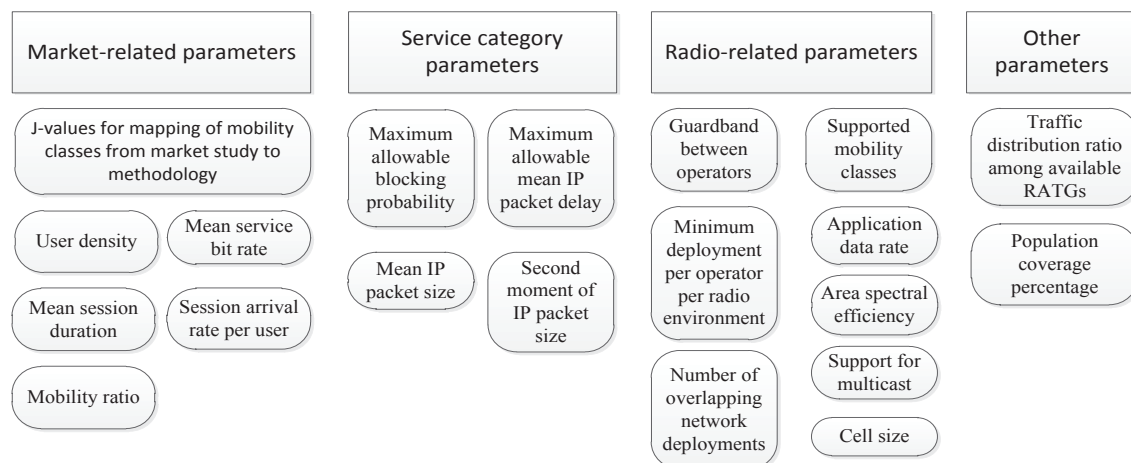 Market-related parameters
J-values for mapping of mobility
classes from market study to
methodology
User density
Mean service
bit rate
Mean session
duration
Session arrival
rate per user
Mobility ratio
Service category
parameters
Maximum
allowable
blocking
probability
Maximum
allowable
mean IP
packet delay
Mean IP
packet size
Second
moment of
IP packet
size
Radio-related parameters
Guardband
between
operators
Supported
mobility
classes
Minimum
deployment
per operator
per radio
environment
Application
data rate
Area spectral
efficiency
Number of
overlapping
network
deployments
Support for
multicast
Cell size
Other
parameters
Traffic
distribution ratio
among available
RATGs
Population
coverage
percentage